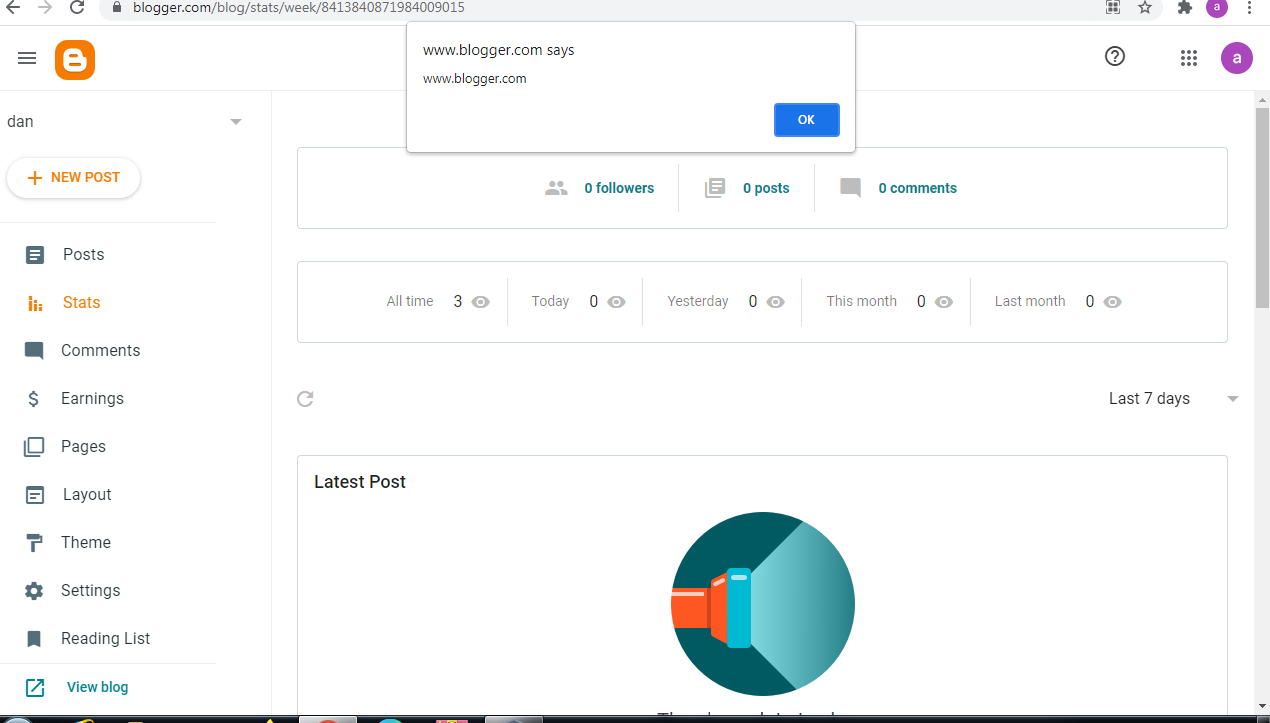 blogger.com/blog/stats/week/8413840871984009015
a
www.blogger.com says
www.blogger.com
OK
a
dan
NEW POST
0 followers
0 posts
0 comments
Posts
Stats
Comments
Earnings
Pages
Layout
Theme
Settings
Reading List
View blog
All time 3
Today 0
Yesterday 0
This month 0
Last month 0
Last 7 days
Latest Post